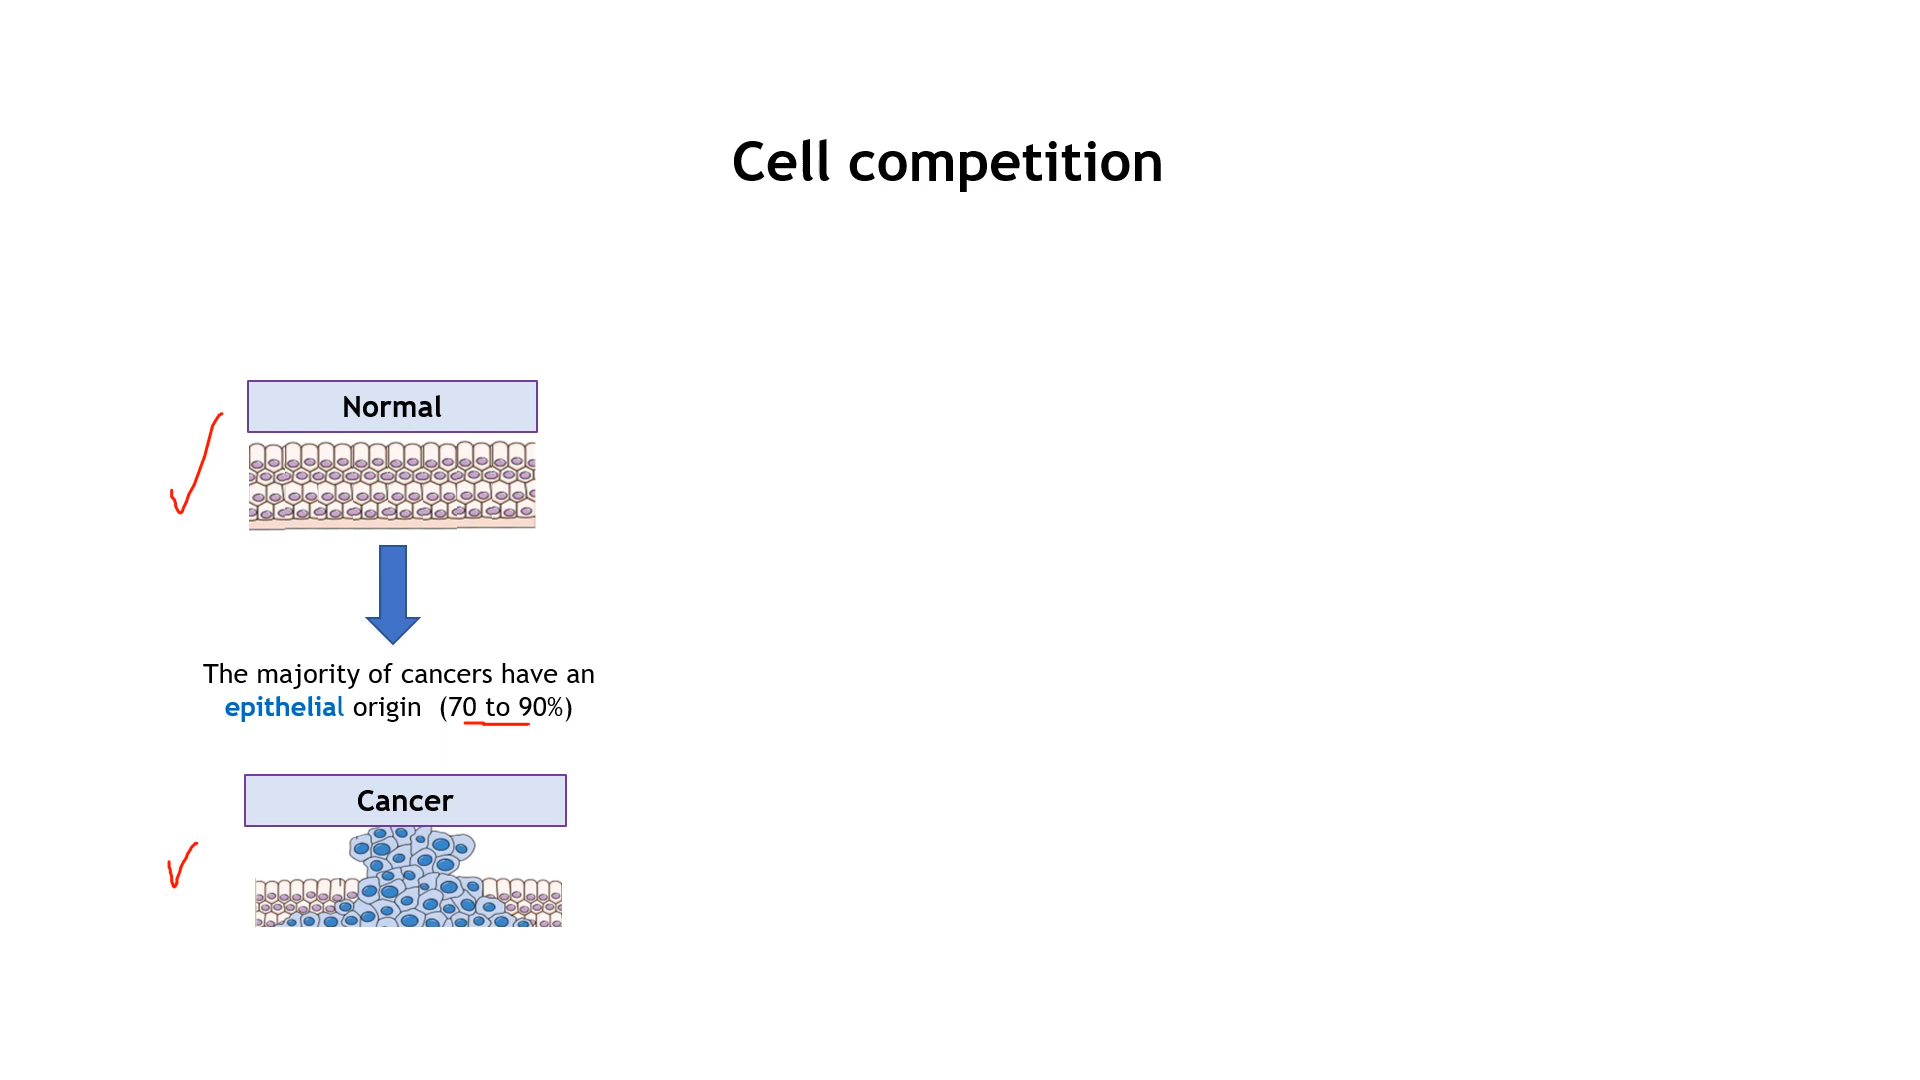 Cell competition
Normal
The majority of cancers have an
epithelial origin (70 to 90%)
Cancer